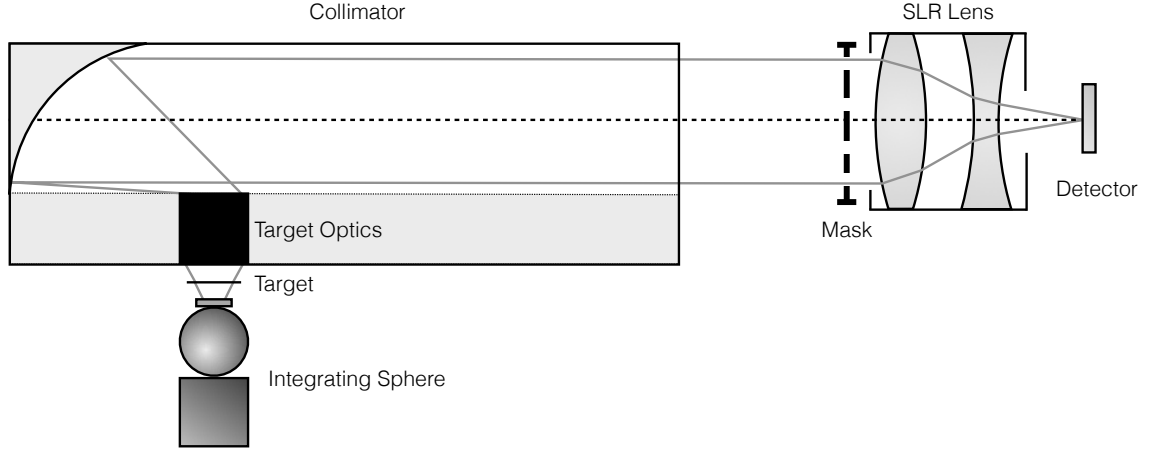 Collimator
SLR Lens
Detector
Mask
Target Optics
Target
Integrating Sphere